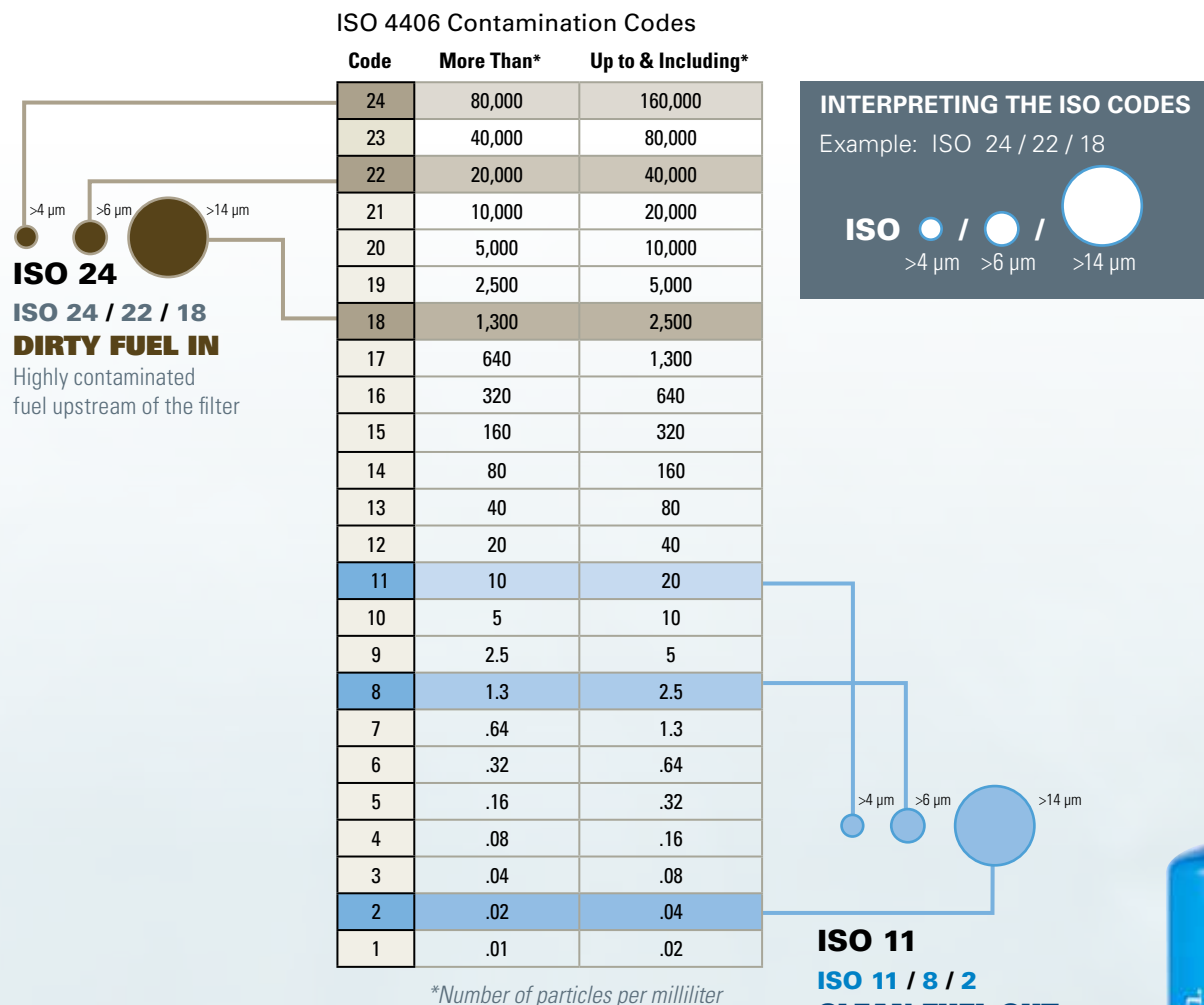 ISO 4406 Contamination Codes
Code More Than* Up to & Including*
24 80,000 160,000
23 40,000 80,000
22 20,000 40,000
21 10,000 20,000
20 5,000 10,000
19 2,500 5,000
18 1,300 2,500
17 640 1,300
16 320 640
15 160 320
14 80 160
13 40 80
12 20 40
11 10 20
10 5 10
9 2.5 5
8 1.3 2.5
7 .64 1.3
6 .32 .64
5 .16 .32
4 .08 .16
3 .04 .08
2 .02 .04
1 .01 .02
*Number of particles per milliliter
>4 µm >6 µm >14 µm
ISO 24
ISO 24 / 22 / 18
DIRTY FUEL IN
Highly contaminated
fuel upstream of the filter
INTERPRETING THE ISO CODES
Example: ISO 24 / 22 / 18
ISO / /
>4 µm >6 µm >14 µm
>4 µm >6 µm >14 µm
ISO 11
ISO 11 / 8 / 2
CLEAN FUEL OUT